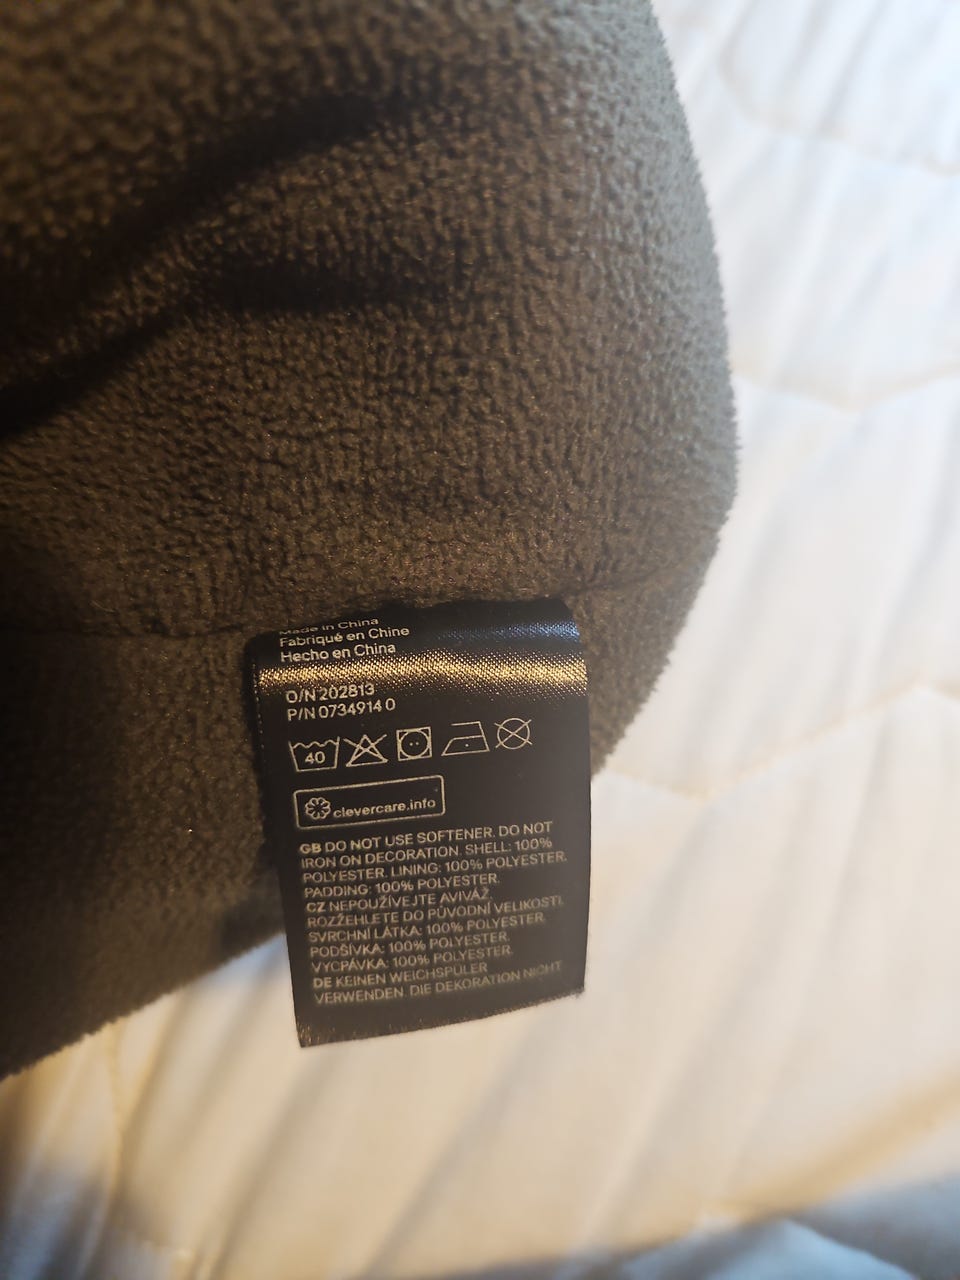 Made in China
Fabriqué en Chine
Hecho en China
O/N 202813
P/N 0734914 0
40
clevercare.info
GB DO NOT USE SOFTENER. DO NOT
IRON ON DECORATION. SHELL: 100%
POLYESTER. LINING: 100% POLYESTER.
PADDING: 100% POLYESTER.
CZ NEPOUŽÍVEJTE AVIVÁŽ.
ROZŽEHLETE DO PŮVODNÍ VELIKOSTI.
SVRCHNÍ LÁTKA: 100% POLYESTER.
PODŠÍVKA: 100% POLYESTER.
VYCPÁVKA: 100% POLYESTER.
DE KEINEN WEICHSPÜLER
VERWENDEN. DIE DEKORATION NICHT